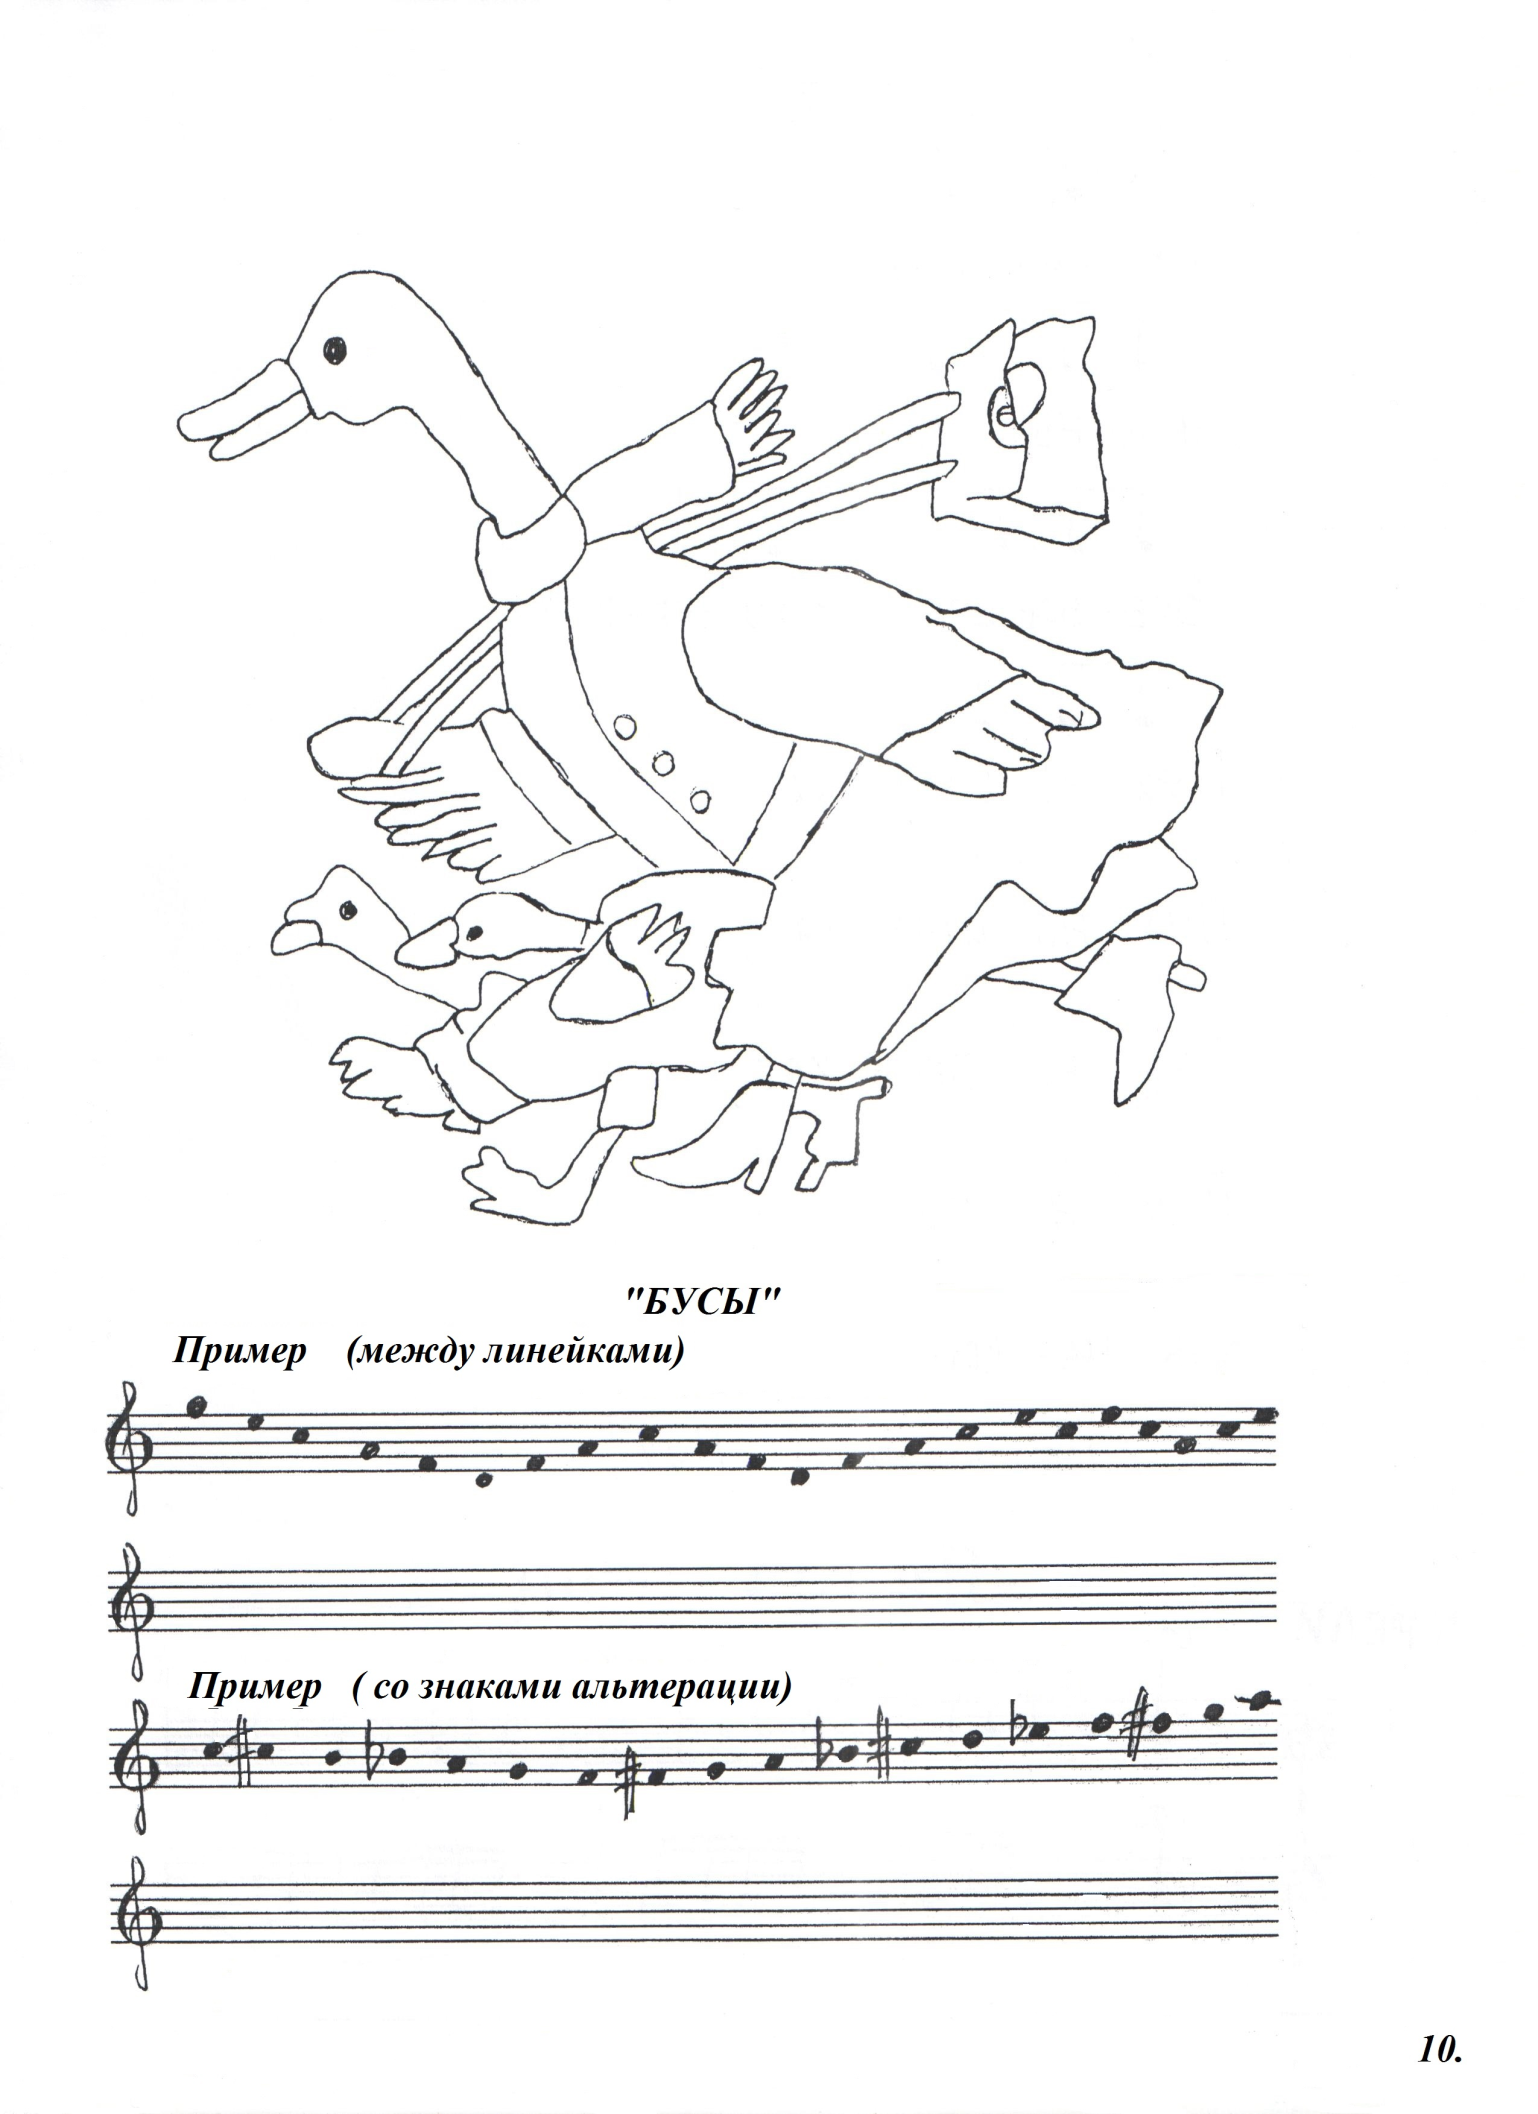 "БУСЫ"
Пример (между линейками)
Пример ( со знаками альтерации)
10.